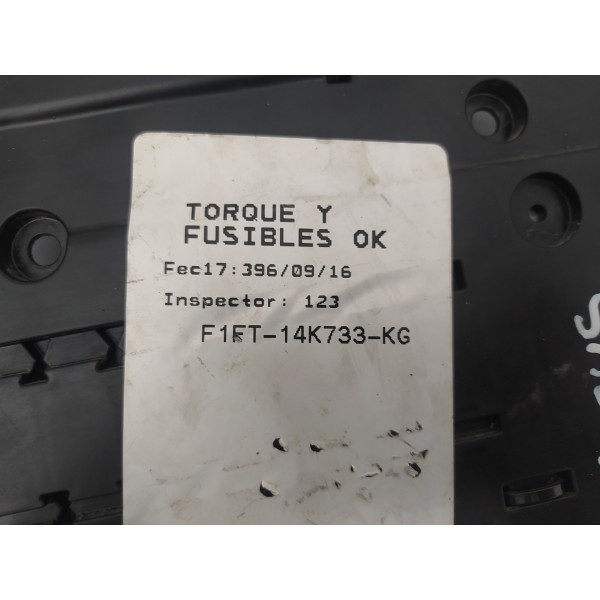 TORQUE Y
FUSIBLES OK
Fec17:396/09/16
Inspector: 123
F1FT-14K733-KG